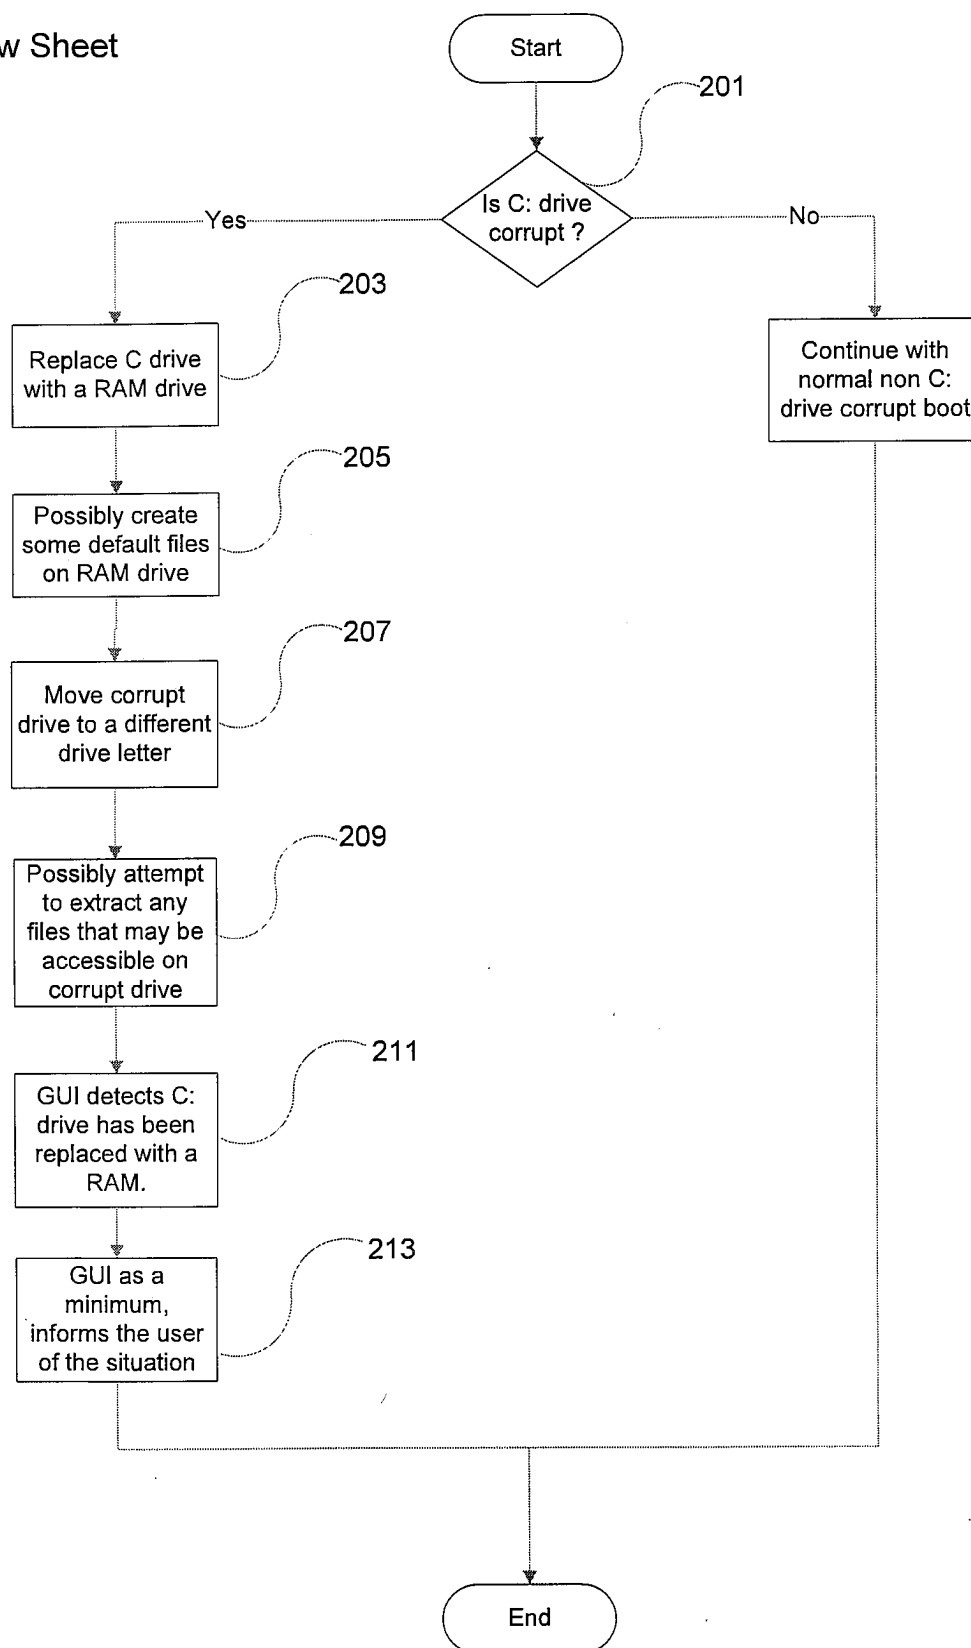 w Sheet
Start
201
Is C: drive
corrupt ?
Yes
No
203
Replace C drive
with a RAM drive
Continue with
normal non C:
drive corrupt boot
205
Possibly create
some default files
on RAM drive
207
Move corrupt
drive to a different
drive letter
209
Possibly attempt
to extract any
files that may be
accessible on
corrupt drive
211
GUI detects C:
drive has been
replaced with a
RAM.
213
GUI as a
minimum,
informs the user
of the situation
End